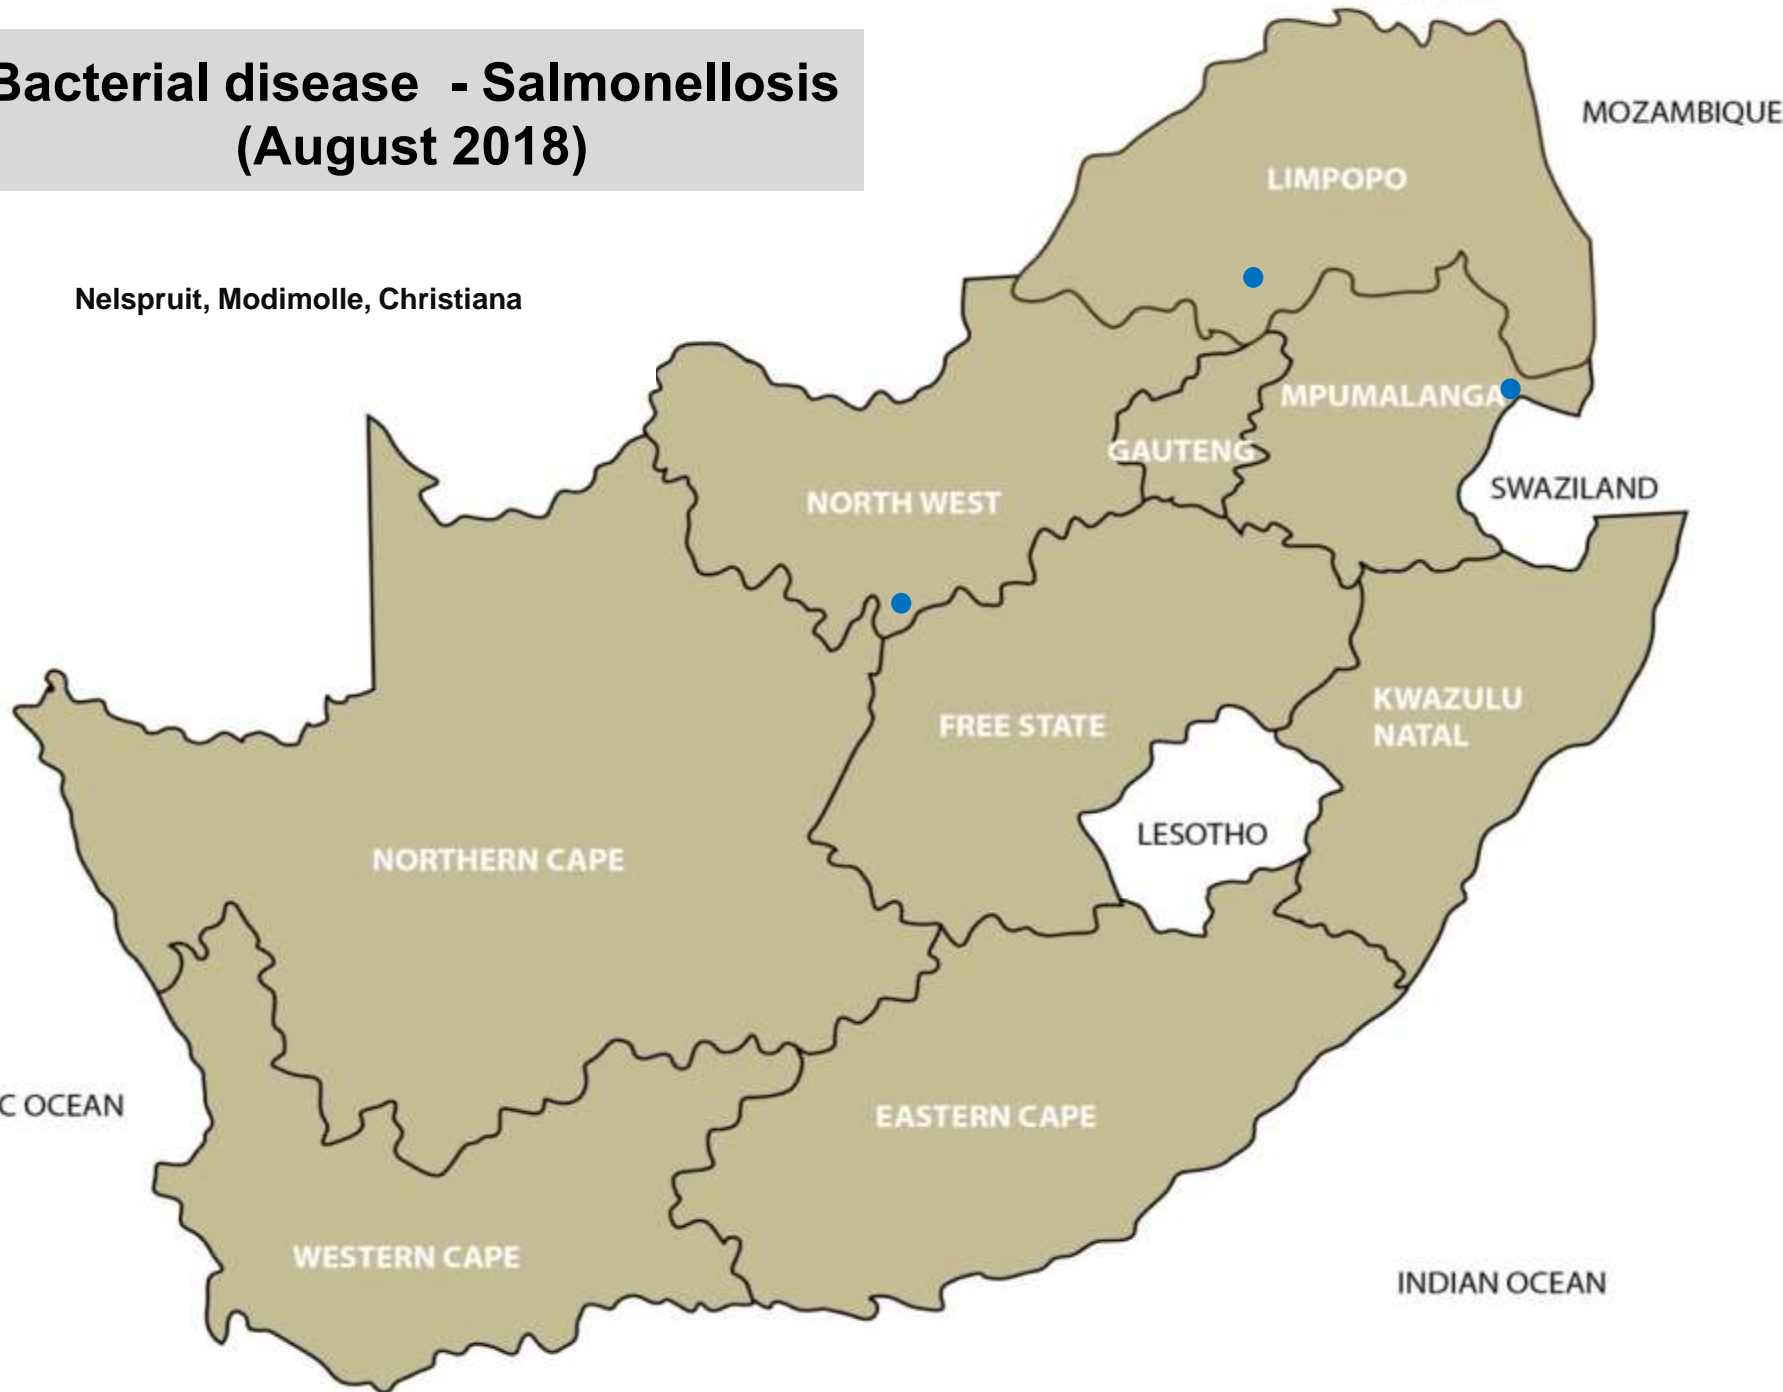 Bacterial disease - Salmonellosis
(August 2018)
MOZAMBIQUE
LIMPOPO
Nelspruit, Modimolle, Christiana
MPUMALANGA
GAUTENG
SWAZILAND
NORTH WEST
KWAZULU
NATAL
FREE STATE
LESOTHO
NORTHERN CAPE
C OCEAN
EASTERN CAPE
WESTERN CAPE
INDIAN OCEAN